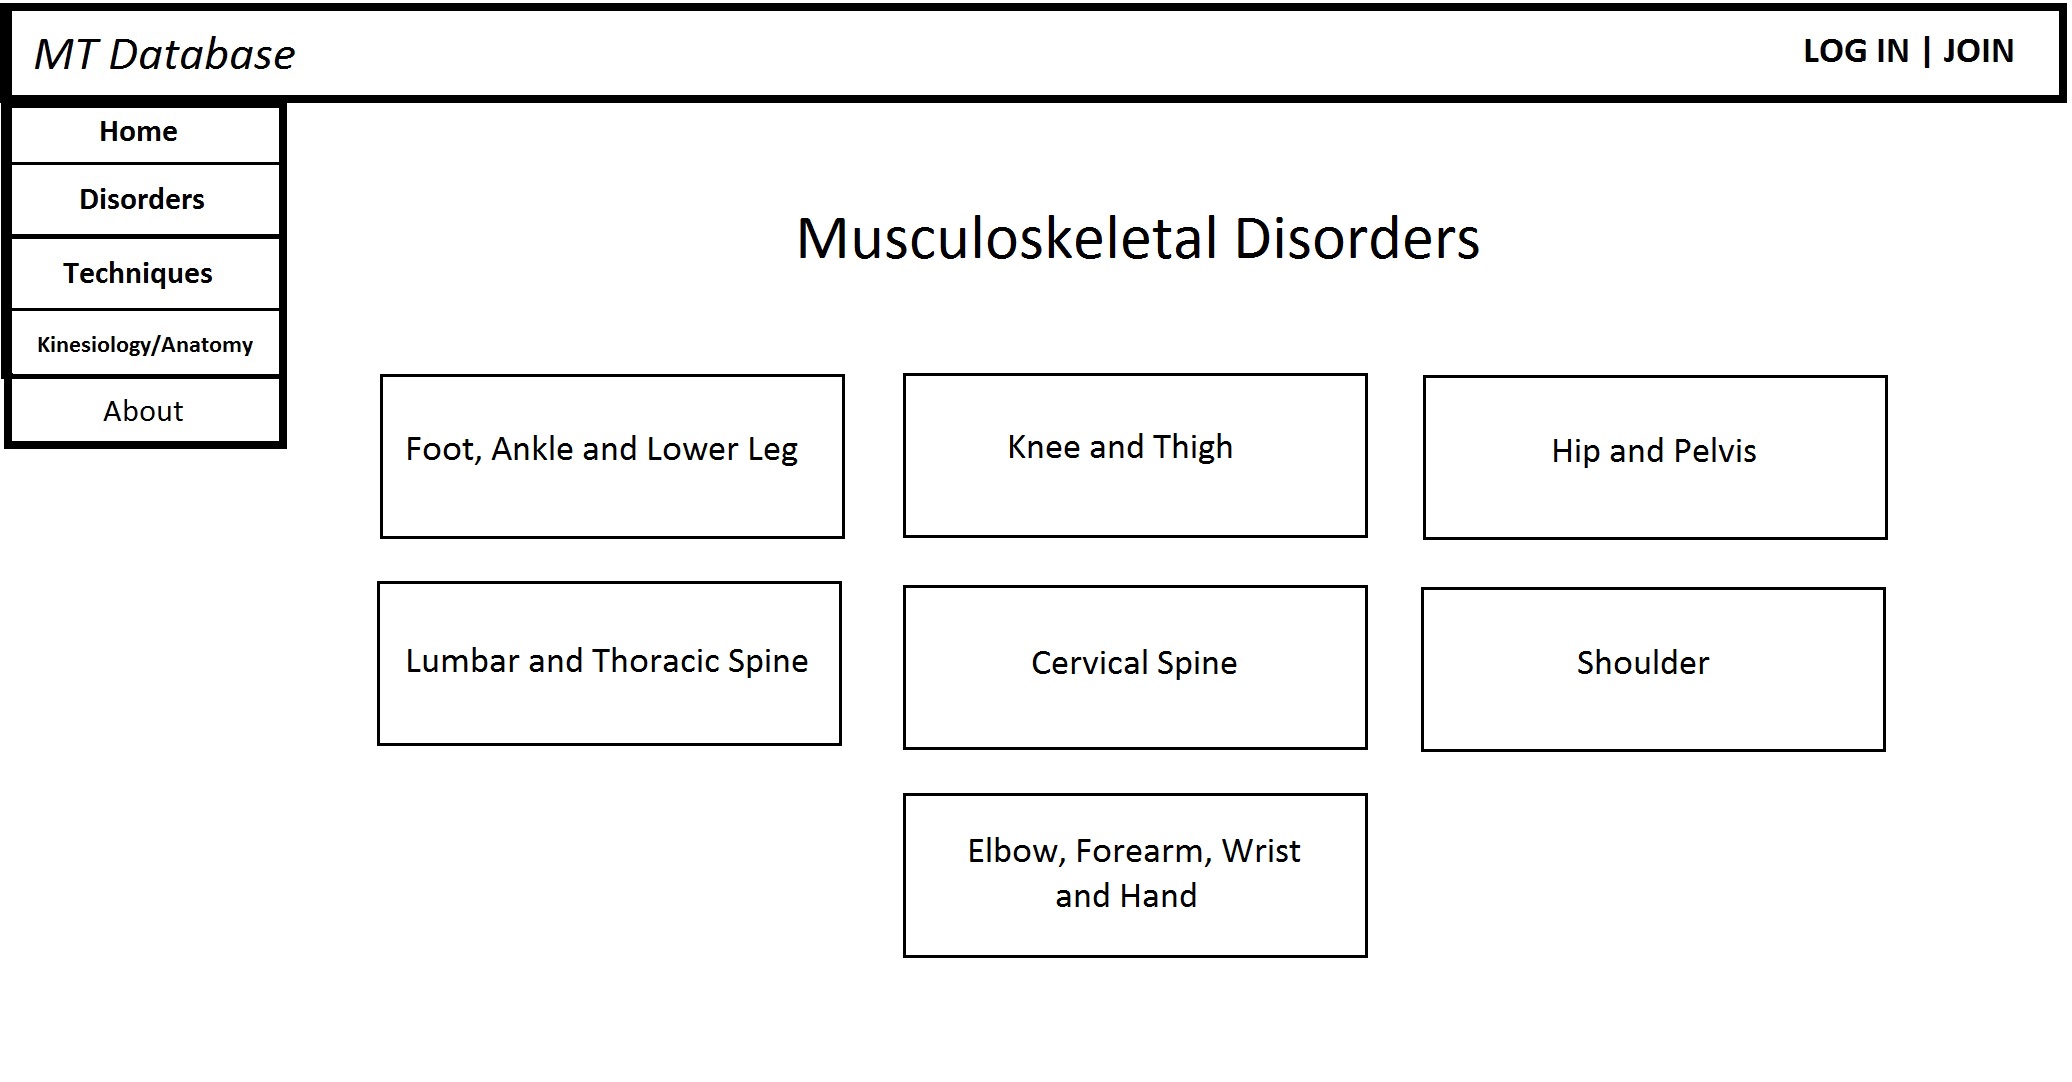 MT Database
LOG IN | JOIN
Home
Disorders
Techniques
Kinesiology/Anatomy
About
Musculoskeletal Disorders
Foot, Ankle and Lower Leg
Knee and Thigh
Hip and Pelvis
Lumbar and Thoracic Spine
Cervical Spine
Shoulder
Elbow, Forearm, Wrist
and Hand